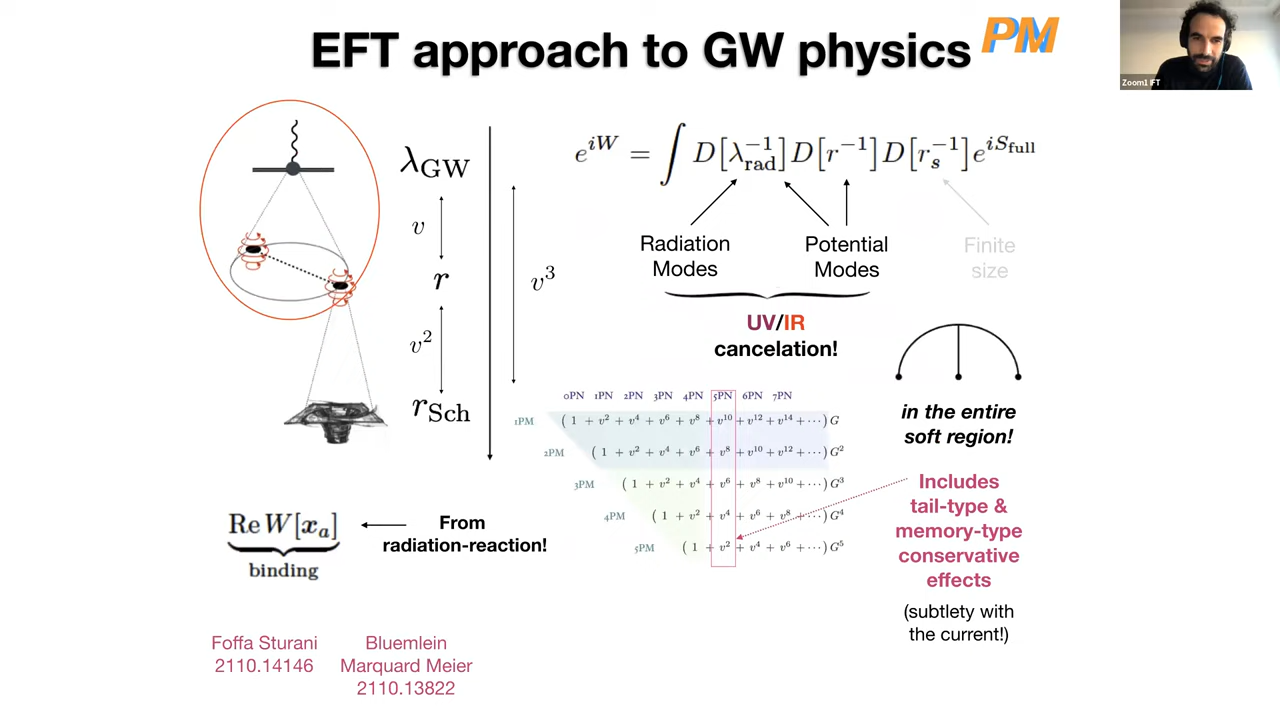 EFT approach to GW physics
PM
Zoom1 IFT
λ_GW
v
r
v²
r_Sch
v³
e^{iW} = ∫ D[λ_rad^{-1}] D[r^{-1}] D[r_s^{-1}] e^{iS_full}
Radiation
Modes
Potential
Modes
Finite
size
UV/IR
cancelation!
in the entire
soft region!
0PN 1PN 2PN 3PN 4PN 5PN 6PN 7PN
1PM ( 1 + v² + v⁴ + v⁶ + v⁸ + v¹⁰ + v¹² + v¹⁴ + ··· ) G
2PM ( 1 + v² + v⁴ + v⁶ + v⁸ + v¹⁰ + v¹² + ··· ) G²
3PM ( 1 + v² + v⁴ + v⁶ + v⁸ + v¹⁰ + ··· ) G³
4PM ( 1 + v² + v⁴ + v⁶ + v⁸ + ··· ) G⁴
5PM ( 1 + v² + v⁴ + v⁶ + ··· ) G⁵
Includes
tail-type &
memory-type
conservative
effects
(subtlety with
the current!)
Re W[x_a]
binding
From
radiation-reaction!
Foffa Sturani
2110.14146
Bluemlein
Marquard Meier
2110.13822